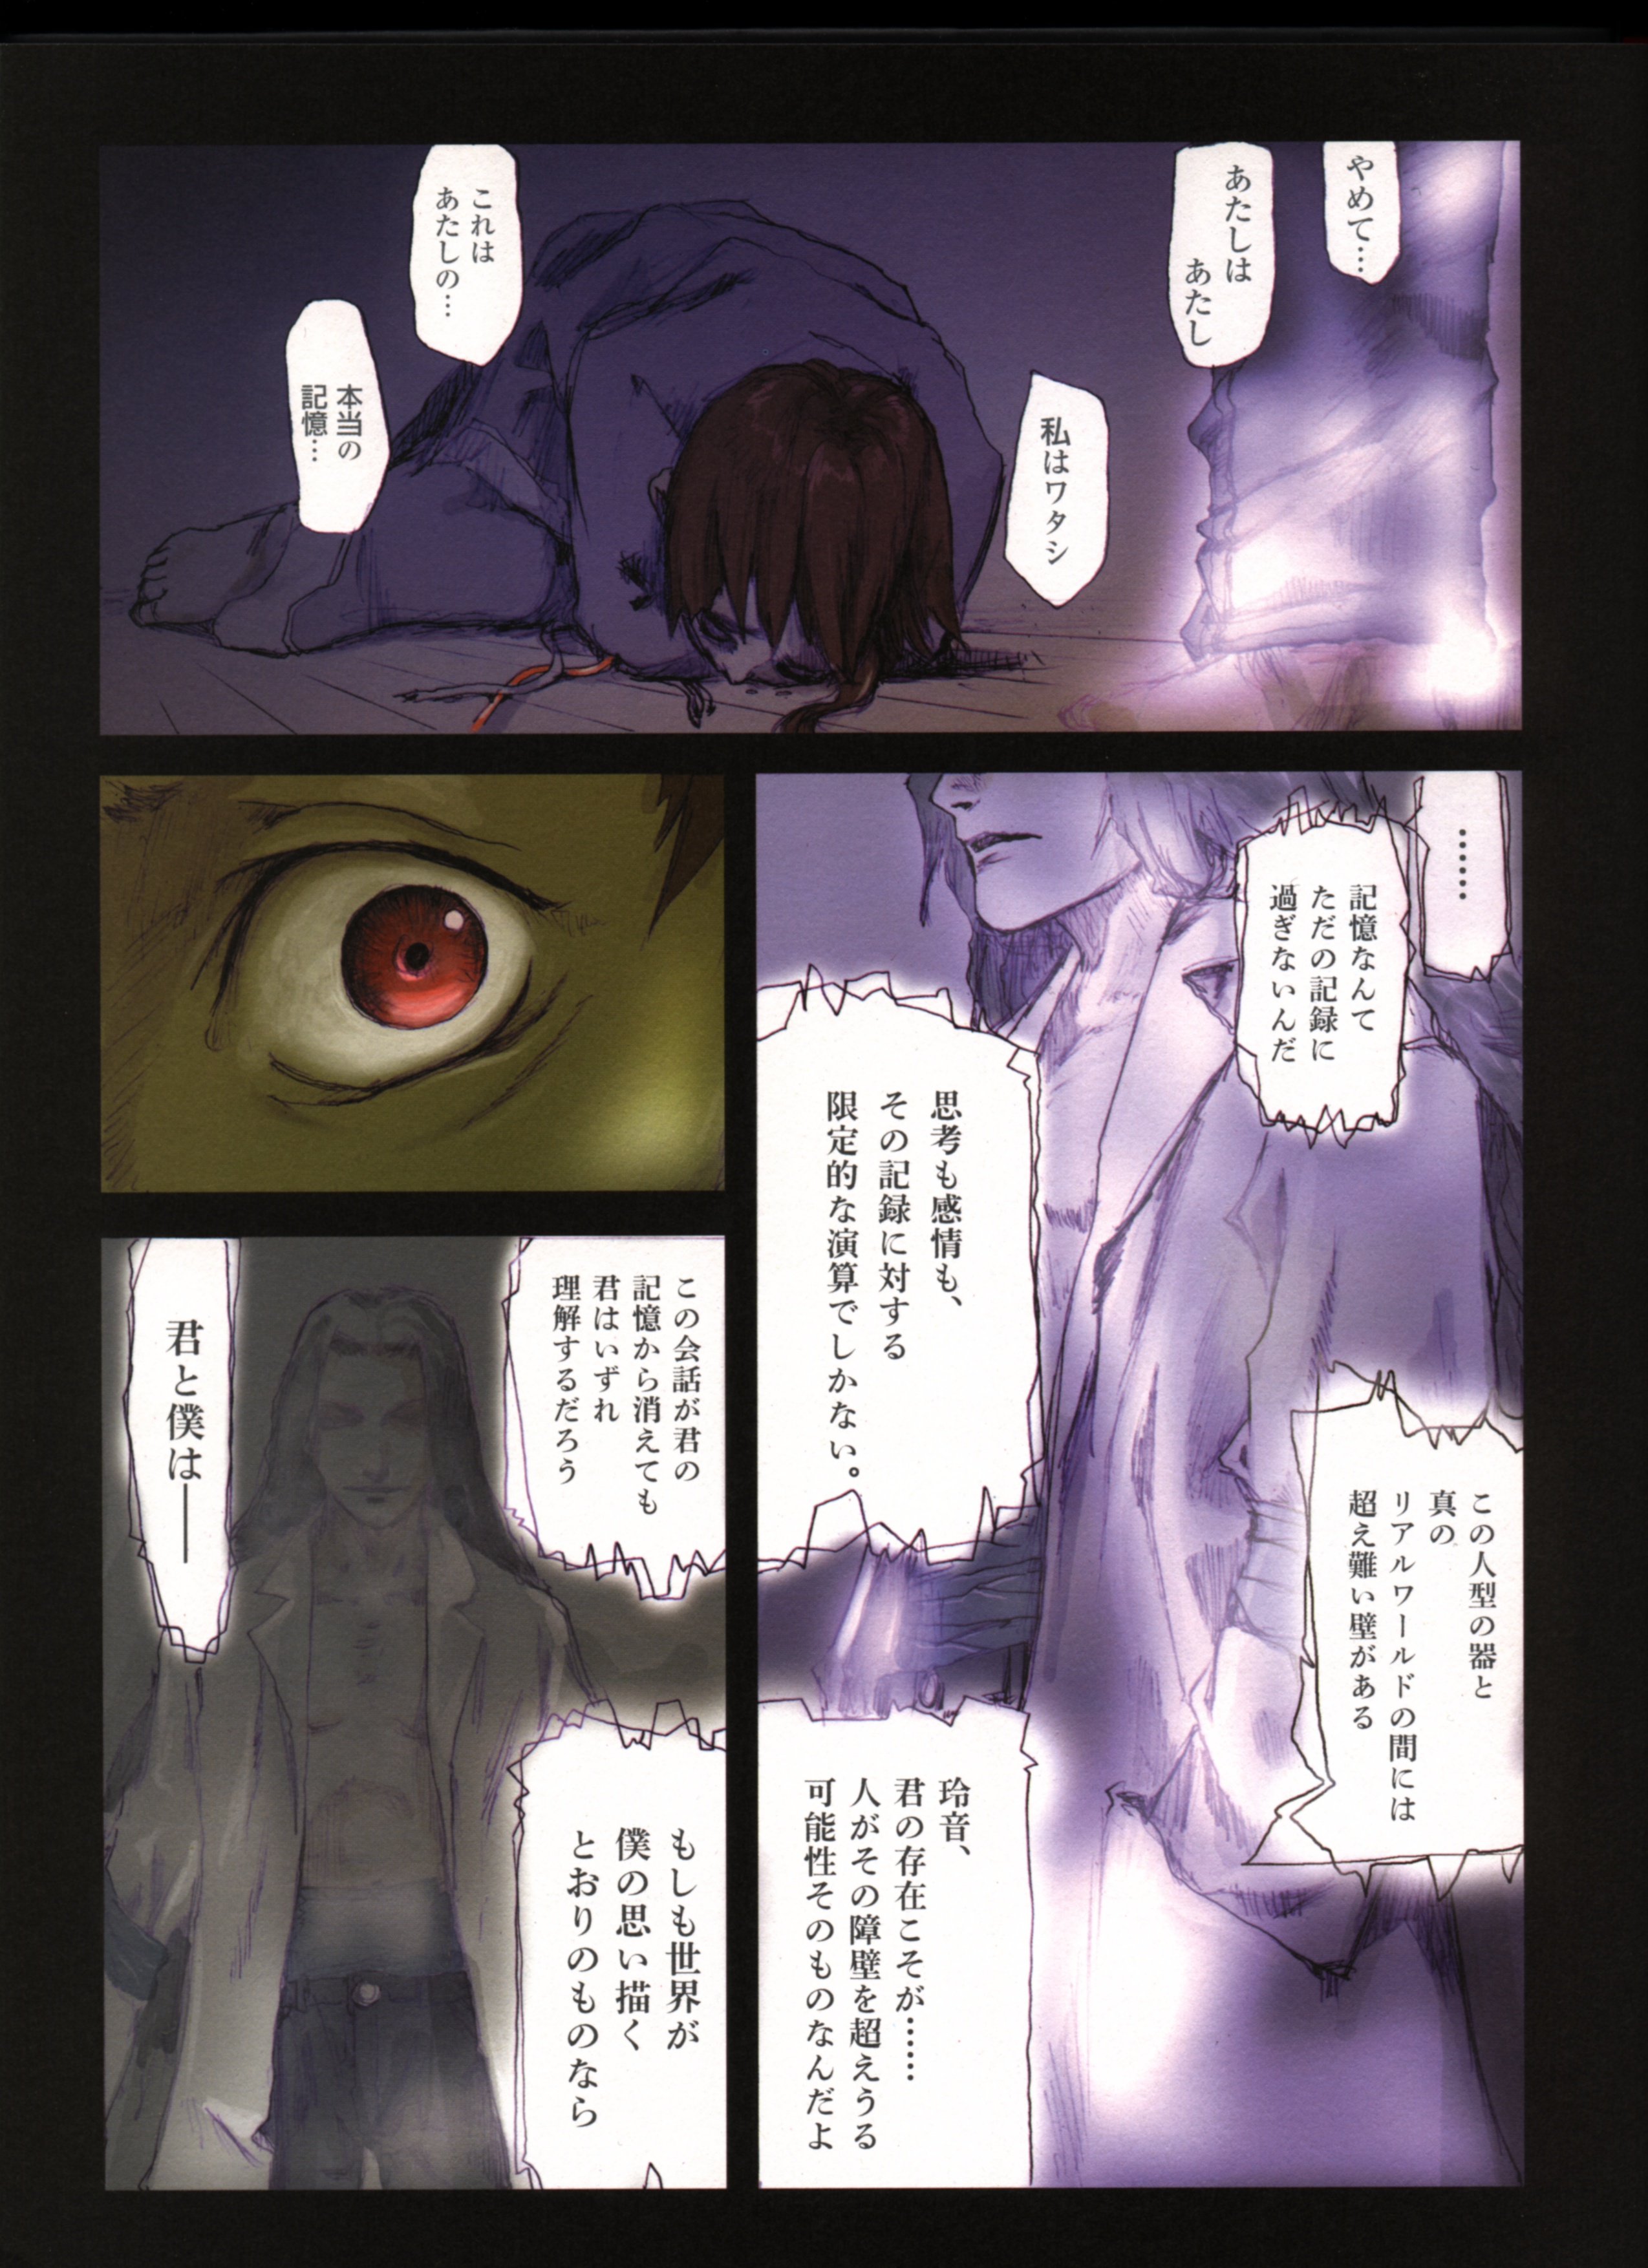 やめて…
あたしは
あたし
私はワタシ
これは
あたしの…
本当の
記憶…
……
記憶なんて
ただの記録に
過ぎないんだ
思考も感情も、
その記録に対する
限定的な演算でしかない。
この人型の器と
真の
リアルワールドの間には
超え難い壁がある
玲音、
君の存在こそが……
人がその障壁を超えうる
可能性そのものなんだよ
この会話が君の
記憶から消えても
君はいずれ
理解するだろう
もしも世界が
僕の思い描く
とおりのものなら
君と僕は――